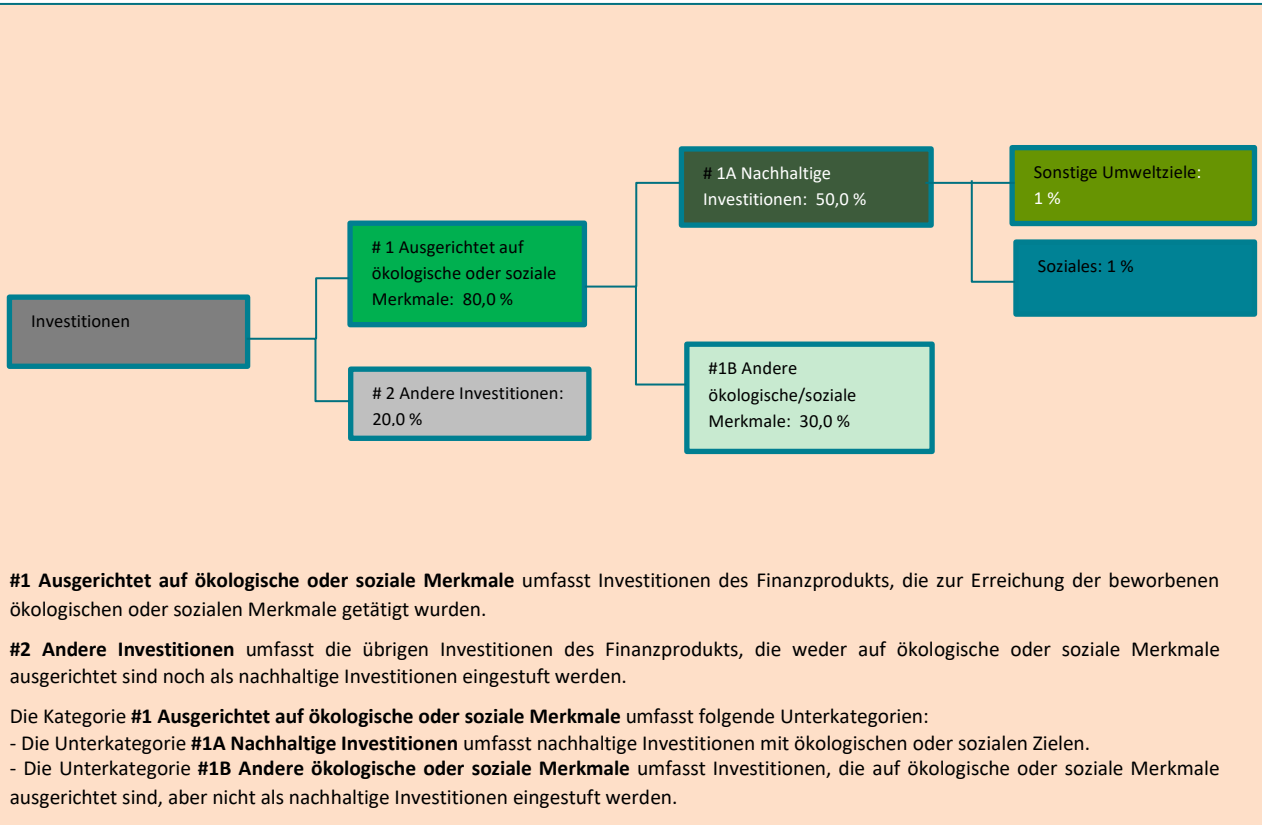 # 1A Nachhaltige
Investitionen: 50,0 %
Sonstige Umweltziele:
1 %
# 1 Ausgerichtet auf
ökologische oder soziale
Merkmale: 80,0 %
Soziales: 1 %
Investitionen
# 2 Andere Investitionen:
20,0 %
#1B Andere
ökologische/soziale
Merkmale: 30,0 %
#1 Ausgerichtet auf ökologische oder soziale Merkmale umfasst Investitionen des Finanzprodukts, die zur Erreichung der beworbenen
ökologischen oder sozialen Merkmale getätigt wurden.
#2 Andere Investitionen umfasst die übrigen Investitionen des Finanzprodukts, die weder auf ökologische oder soziale Merkmale
ausgerichtet sind noch als nachhaltige Investitionen eingestuft werden.
Die Kategorie #1 Ausgerichtet auf ökologische oder soziale Merkmale umfasst folgende Unterkategorien:
- Die Unterkategorie #1A Nachhaltige Investitionen umfasst nachhaltige Investitionen mit ökologischen oder sozialen Zielen.
- Die Unterkategorie #1B Andere ökologische oder soziale Merkmale umfasst Investitionen, die auf ökologische oder soziale Merkmale
ausgerichtet sind, aber nicht als nachhaltige Investitionen eingestuft werden.